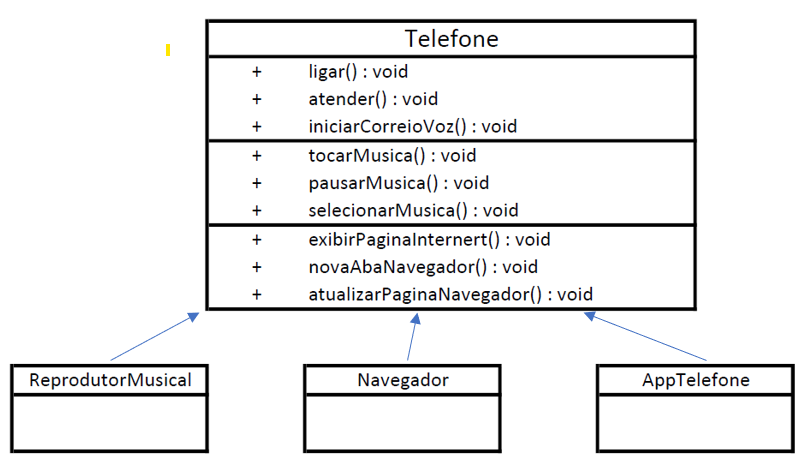 Telefone
+ ligar() : void
+ atender() : void
+ iniciarCorreioVoz() : void
+ tocarMusica() : void
+ pausarMusica() : void
+ selecionarMusica() : void
+ exibirPaginaInternert() : void
+ novaAbaNavegador() : void
+ atualizarPaginaNavegador() : void
ReprodutorMusical Navegador AppTelefone